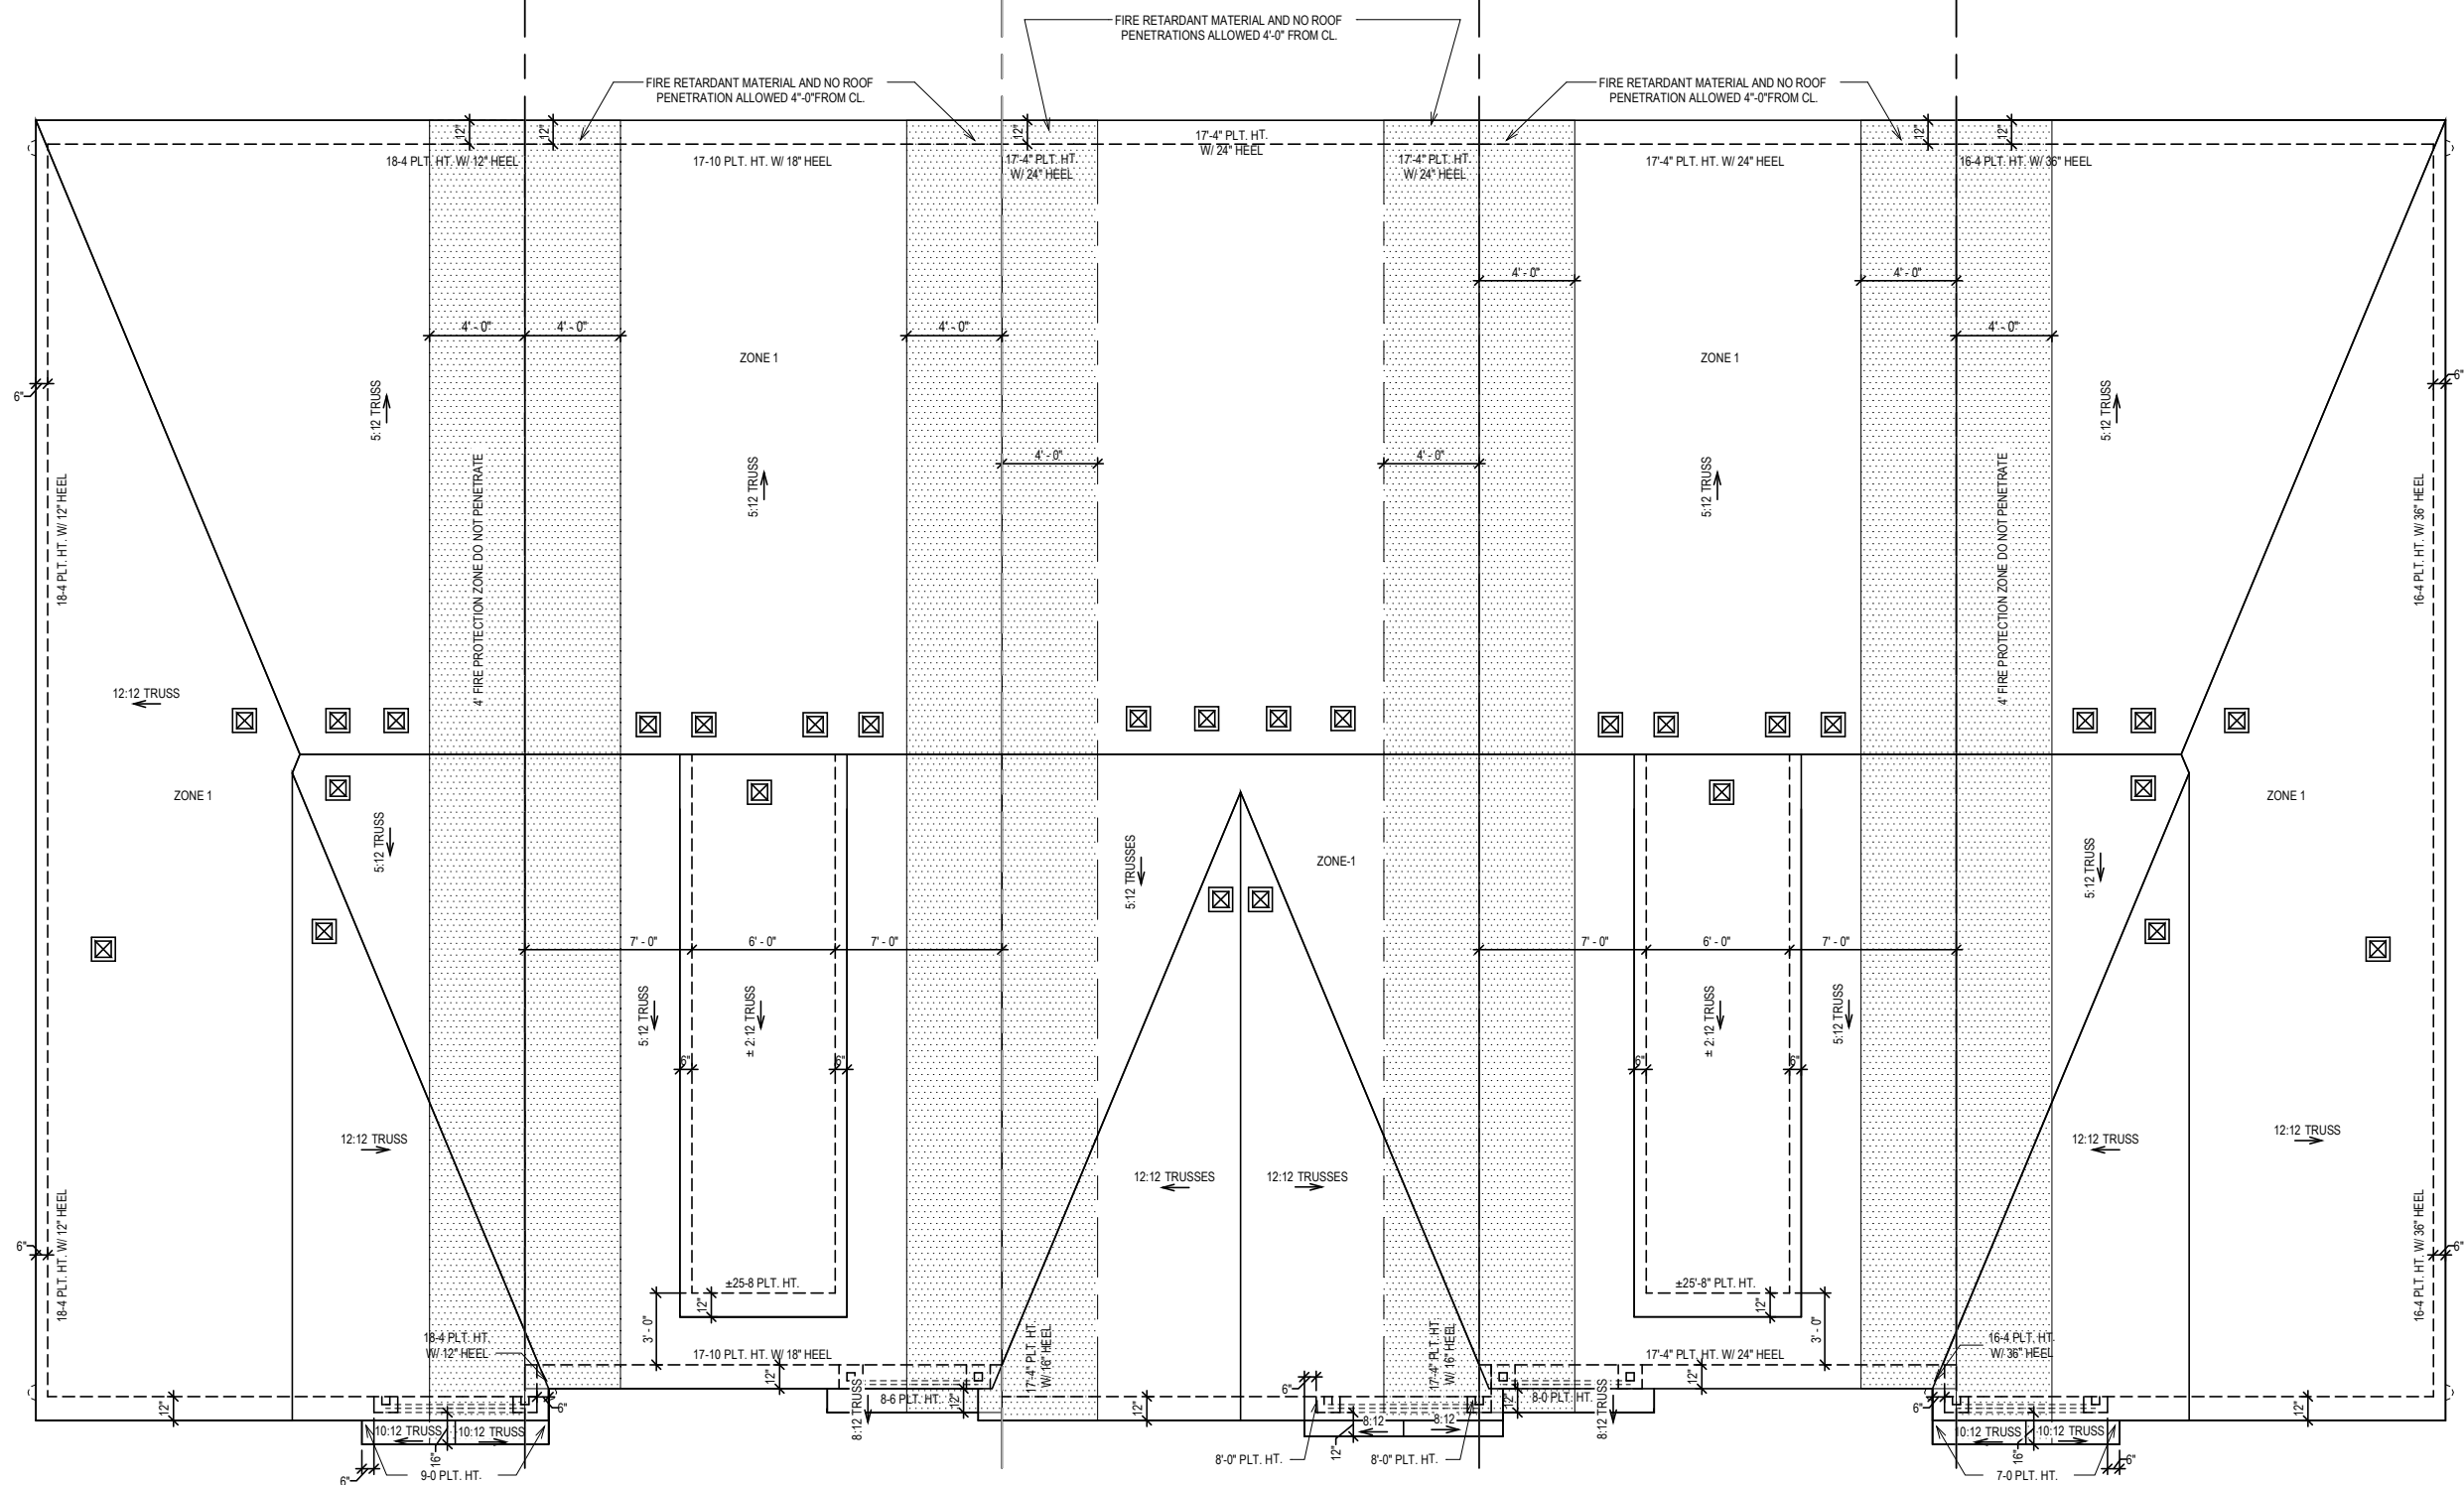 FIRE RETARDANT MATERIAL AND NO ROOF
PENETRATIONS ALLOWED 4'-0" FROM CL.
FIRE RETARDANT MATERIAL AND NO ROOF
PENETRATION ALLOWED 4"-0"FROM CL.
FIRE RETARDANT MATERIAL AND NO ROOF
PENETRATION ALLOWED 4"-0"FROM CL.
12"
12"
12"
12"
12"
18-4 PLT. HT. W/ 12" HEEL
17-10 PLT. HT. W/ 18" HEEL
17'-4" PLT. HT.
W/ 24" HEEL
17'-4" PLT. HT.
W/ 24" HEEL
17'-4" PLT. HT.
W/ 24" HEEL
17'-4" PLT. HT. W/ 24" HEEL
16-4 PLT. HT. W/ 36" HEEL
4' - 0"
4' - 0"
4' - 0"
4' - 0"
4' - 0"
4' - 0"
4' - 0"
4' - 0"
ZONE 1
ZONE 1
6"
6"
5:12 TRUSS
5:12 TRUSS
5:12 TRUSS
5:12 TRUSS
18-4 PLT. HT. W/ 12" HEEL
4' FIRE PROTECTION ZONE DO NOT PENETRATE
4' FIRE PROTECTION ZONE DO NOT PENETRATE
16-4 PLT. HT. W/ 36" HEEL
12:12 TRUSS
ZONE 1
ZONE 1
5:12 TRUSS
5:12 TRUSSES
ZONE-1
5:12 TRUSS
7' - 0"
6' - 0"
7' - 0"
7' - 0"
6' - 0"
7' - 0"
5:12 TRUSS
± 2:12 TRUSS
± 2:12 TRUSS
5:12 TRUSS
6"
6"
6"
6"
12:12 TRUSS
12:12 TRUSSES
12:12 TRUSSES
12:12 TRUSS
12:12 TRUSS
18-4 PLT. HT. W/ 12" HEEL
16-4 PLT. HT. W/ 36" HEEL
6"
6"
±25-8 PLT. HT.
±25'-8" PLT. HT.
12"
12"
3' - 0"
3' - 0"
18-4 PLT. HT.
W/ 12" HEEL
17-10 PLT. HT. W/ 18" HEEL
17'-4" PLT. HT.
W/ 16" HEEL
17'-4" PLT. HT.
W/ 16" HEEL
17'-4" PLT. HT. W/ 24" HEEL
16-4 PLT. HT.
W/ 36" HEEL
12"
12"
6"
8-6 PLT. HT.
8-0 PLT. HT.
12"
12"
12"
12"
12"
6"
6"
8:12 TRUSS
8:12 TRUSS
10:12 TRUSS
10:12 TRUSS
8:12
8:12
10:12 TRUSS
10:12 TRUSS
16"
12"
16"
8'-0" PLT. HT.
8'-0" PLT. HT.
6"
9-0 PLT. HT.
7-0 PLT. HT.
6"